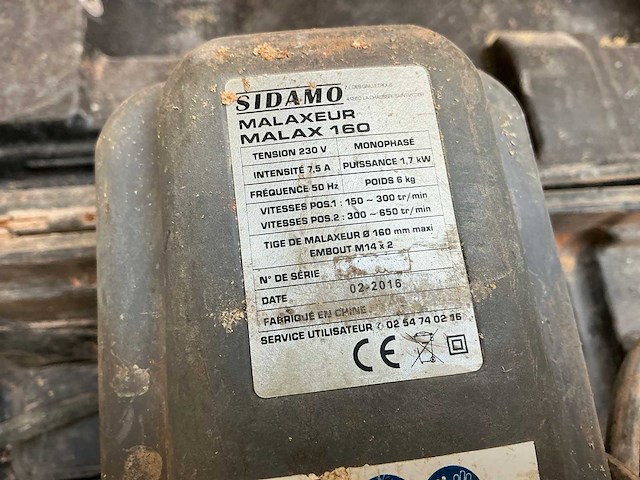 SIDAMO
MALAXEUR
MALAX 160
TENSION 230 V MONOPHASE
INTENSITÉ 7,5 A PUISSANCE 1,7 kW
FRÉQUENCE 50 Hz POIDS 6 kg
VITESSES POS.1 : 150 ~ 300 tr/min
VITESSES POS.2 : 300 ~ 650 tr/min
TIGE DE MALAXEUR Ø 160 mm maxi
EMBOUT M14 x 2
N° DE SÉRIE
DATE 02-2016
FABRIQUÉ EN CHINE
SERVICE UTILISATEUR ✆ 02 54 74 02 16
CE